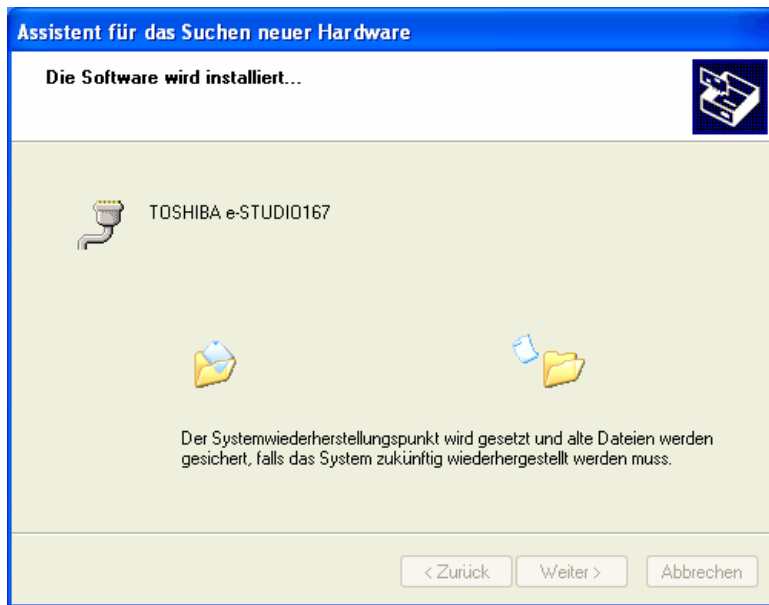 Assistent für das Suchen neuer Hardware
Die Software wird installiert...
TOSHIBA e-STUDIO167
Der Systemwiederherstellungspunkt wird gesetzt und alte Dateien werden
gesichert, falls das System zukünftig wiederhergestellt werden muss.
< Zurück Weiter > Abbrechen